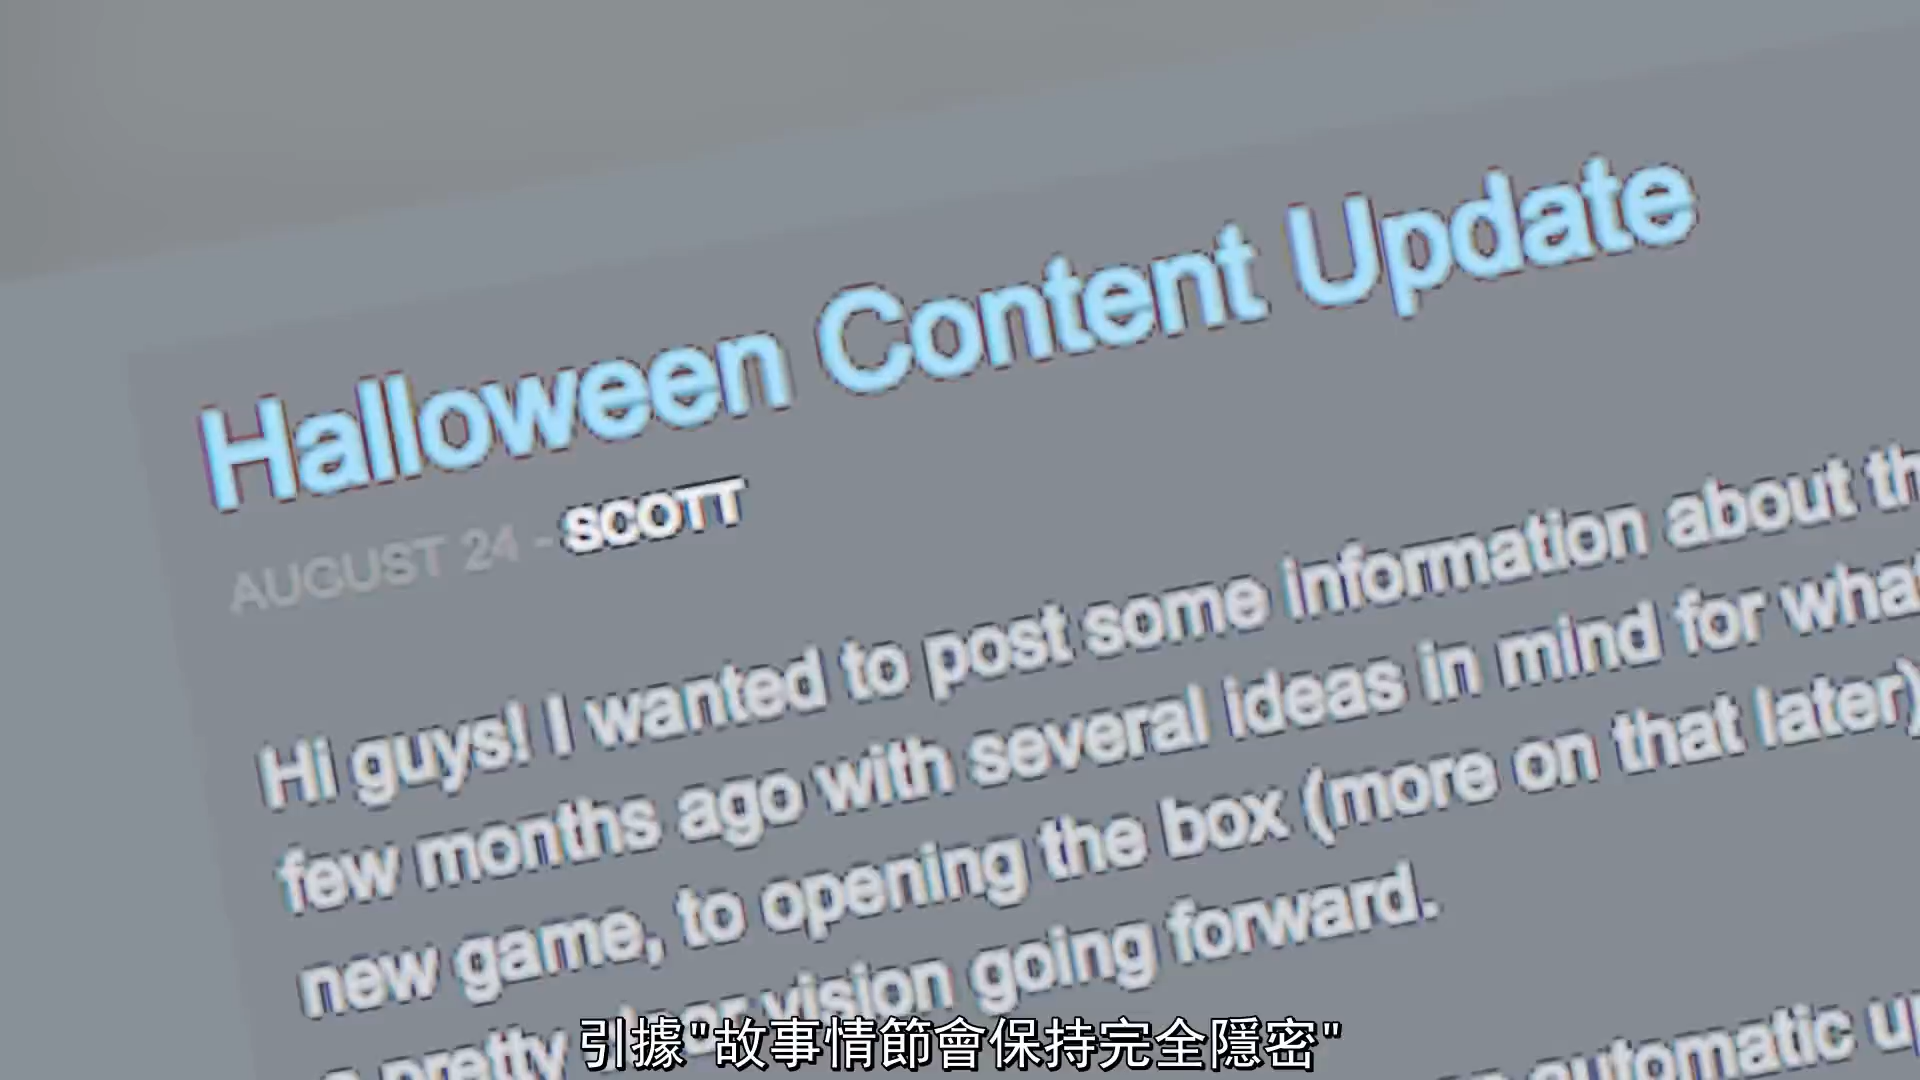 Halloween Content Update
AUGUST 24 - SCOTT
Hi guys! I wanted to post some information about
few months ago with several ideas in mind for
new game, to opening the box (more on that later)
a pretty clear vision going forward.
automatic
引據"故事情節會保持完全隱密"